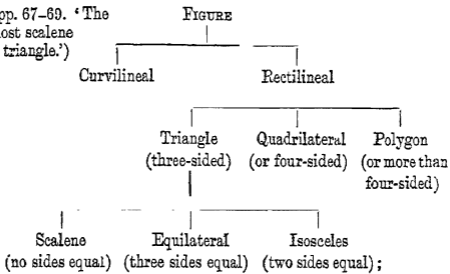 pp. 67–69. ‘The
most scalene
triangle.’)
FIGURE
Curvilineal Rectilineal
Triangle Quadrilateral Polygon
(three-sided) (or four-sided) (or more than
four-sided)
Scalene Equilateral Isosceles
(no sides equal) (three sides equal) (two sides equal) ;